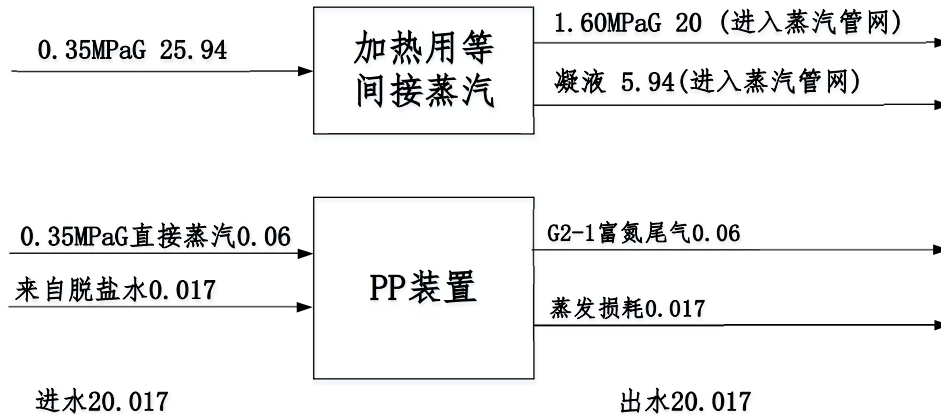 1.60MPaG 20 (进入蒸汽管网)
0.35MPaG 25.94
加热用等
间接蒸汽
凝液 5.94(进入蒸汽管网)
0.35MPaG直接蒸汽0.06
G2-1富氮尾气0.06
来自脱盐水0.017
PP装置
蒸发损耗0.017
进水20.017
出水20.017